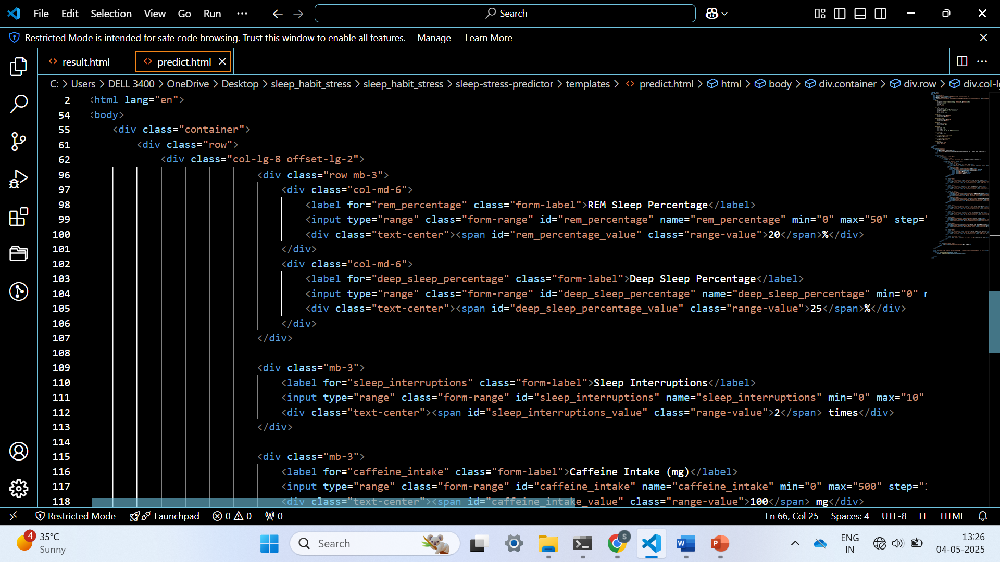 File Edit Selection View Go Run ··· Search
Restricted Mode is intended for safe code browsing. Trust this window to enable all features. Manage Learn More
result.html predict.html
C: > Users > DELL 3400 > OneDrive > Desktop > sleep_habit_stress > sleep_habit_stress > sleep-stress-predictor > templates > predict.html > html > body > div.container > div.row > div.col-lg
2 <html lang="en">
54 <body>
55 <div class="container">
61 <div class="row">
62 <div class="col-lg-8 offset-lg-2">
96 <div class="row mb-3">
97 <div class="col-md-6">
98 <label for="rem_percentage" class="form-label">REM Sleep Percentage</label>
99 <input type="range" class="form-range" id="rem_percentage" name="rem_percentage" min="0" max="50" step="
100 <div class="text-center"><span id="rem_percentage_value" class="range-value">20</span>%</div>
101 </div>
102 <div class="col-md-6">
103 <label for="deep_sleep_percentage" class="form-label">Deep Sleep Percentage</label>
104 <input type="range" class="form-range" id="deep_sleep_percentage" name="deep_sleep_percentage" min="0"
105 <div class="text-center"><span id="deep_sleep_percentage_value" class="range-value">25</span>%</div>
106 </div>
107 </div>
108
109 <div class="mb-3">
110 <label for="sleep_interruptions" class="form-label">Sleep Interruptions</label>
111 <input type="range" class="form-range" id="sleep_interruptions" name="sleep_interruptions" min="0" max="10"
112 <div class="text-center"><span id="sleep_interruptions_value" class="range-value">2</span> times</div>
113 </div>
114
115 <div class="mb-3">
116 <label for="caffeine_intake" class="form-label">Caffeine Intake (mg)</label>
117 <input type="range" class="form-range" id="caffeine_intake" name="caffeine_intake" min="0" max="500" step="
118 <div class="text-center"><span id="caffeine_intake_value" class="range-value">100</span> mg</div>
Restricted Mode Launchpad 0 0 0 Ln 66, Col 25 Spaces: 4 UTF-8 LF HTML
4 35°C
Sunny
Search
S
ENG
IN
13:26
04-05-2025